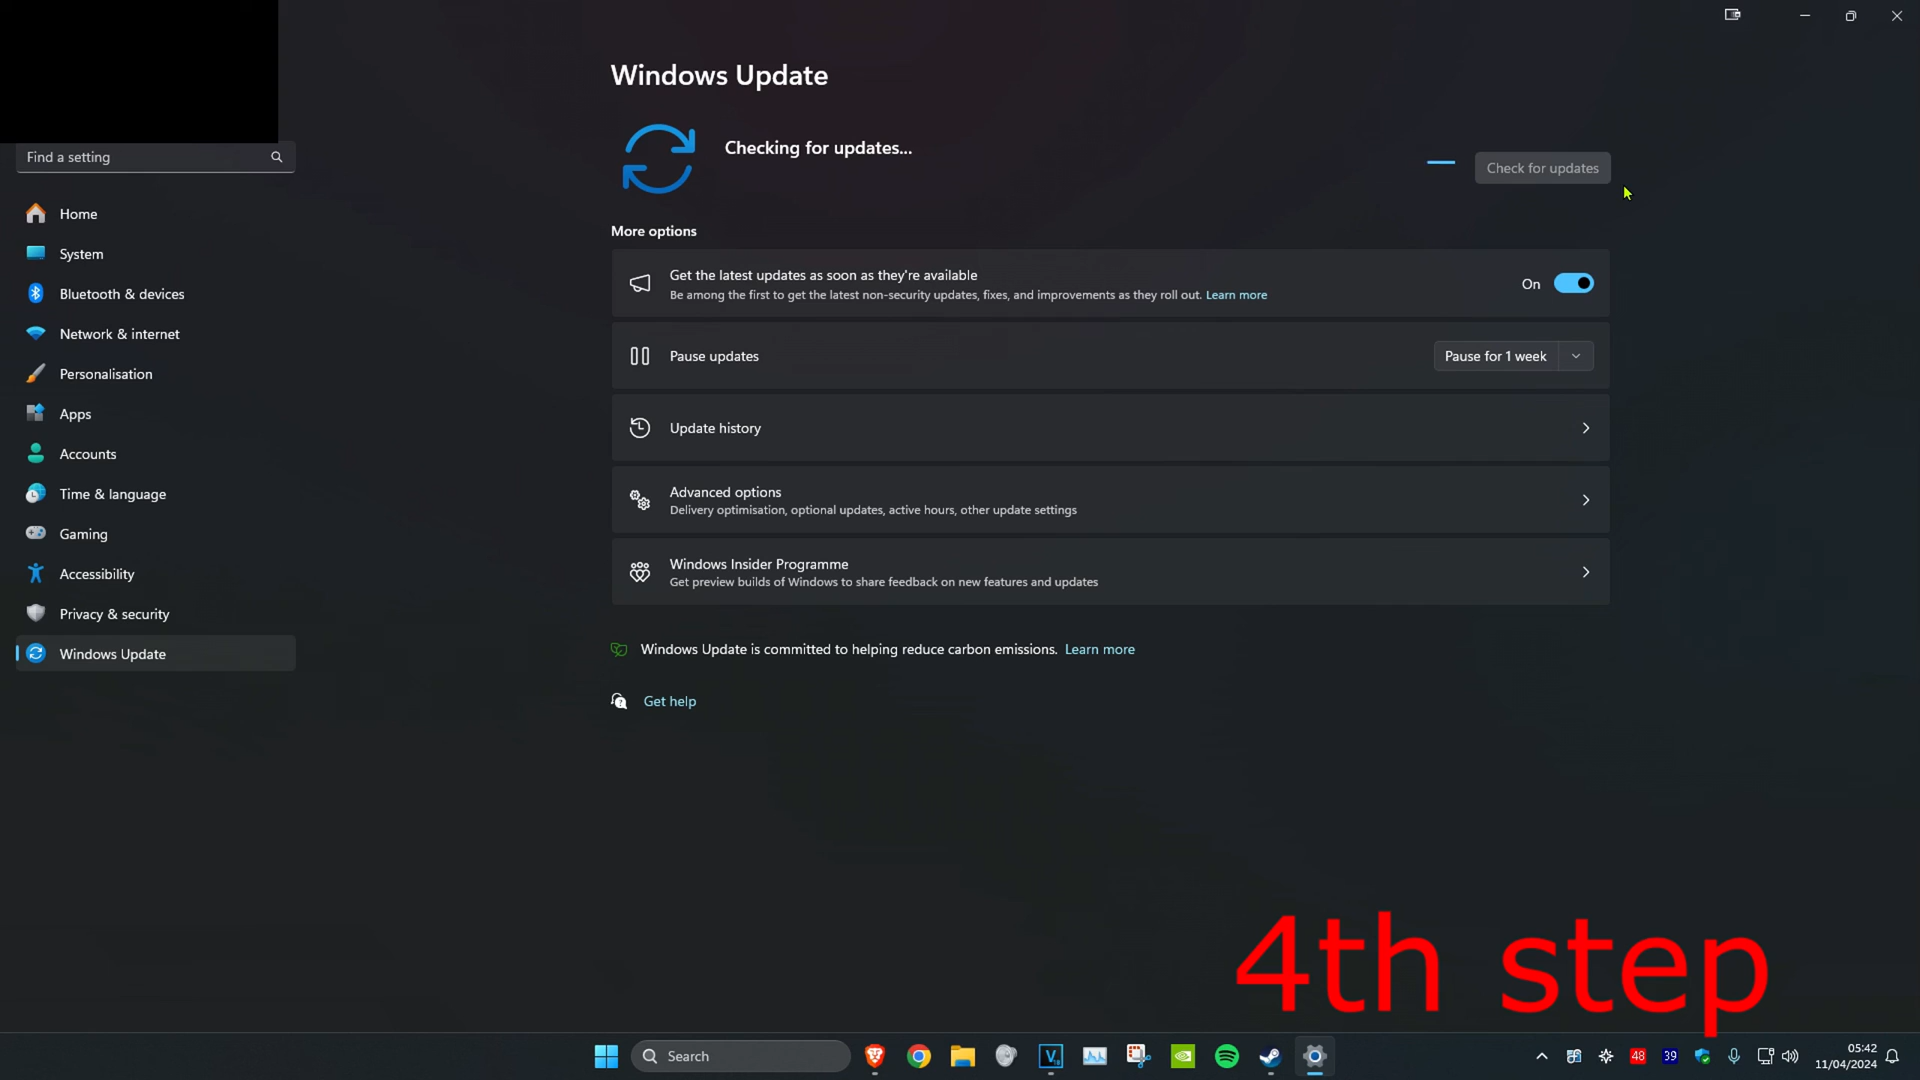 Windows Update
Checking for updates...
Check for updates
Find a setting
Home
System
Bluetooth & devices
Network & internet
Personalisation
Apps
Accounts
Time & language
Gaming
Accessibility
Privacy & security
Windows Update
More options
Get the latest updates as soon as they're available
Be among the first to get the latest non-security updates, fixes, and improvements as they roll out. Learn more
On
Pause updates
Pause for 1 week
Update history
Advanced options
Delivery optimisation, optional updates, active hours, other update settings
Windows Insider Programme
Get preview builds of Windows to share feedback on new features and updates
Windows Update is committed to helping reduce carbon emissions. Learn more
Get help
4th step
Search
48
39
05:42
11/04/2024